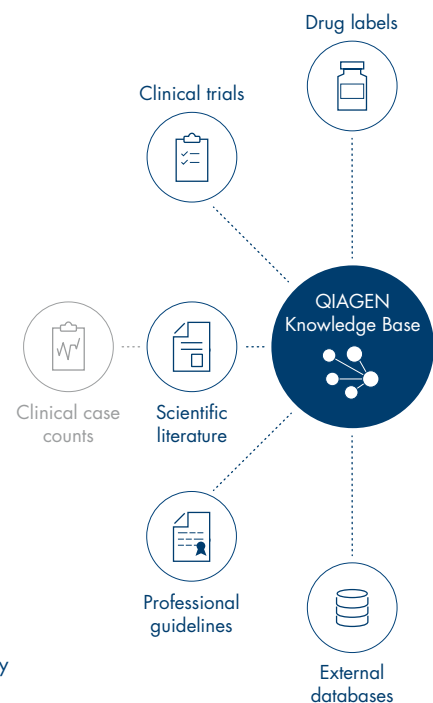 Drug labels
Clinical trials
QIAGEN
Knowledge Base
Clinical case
counts
Scientific
literature
Professional
guidelines
y
External
databases